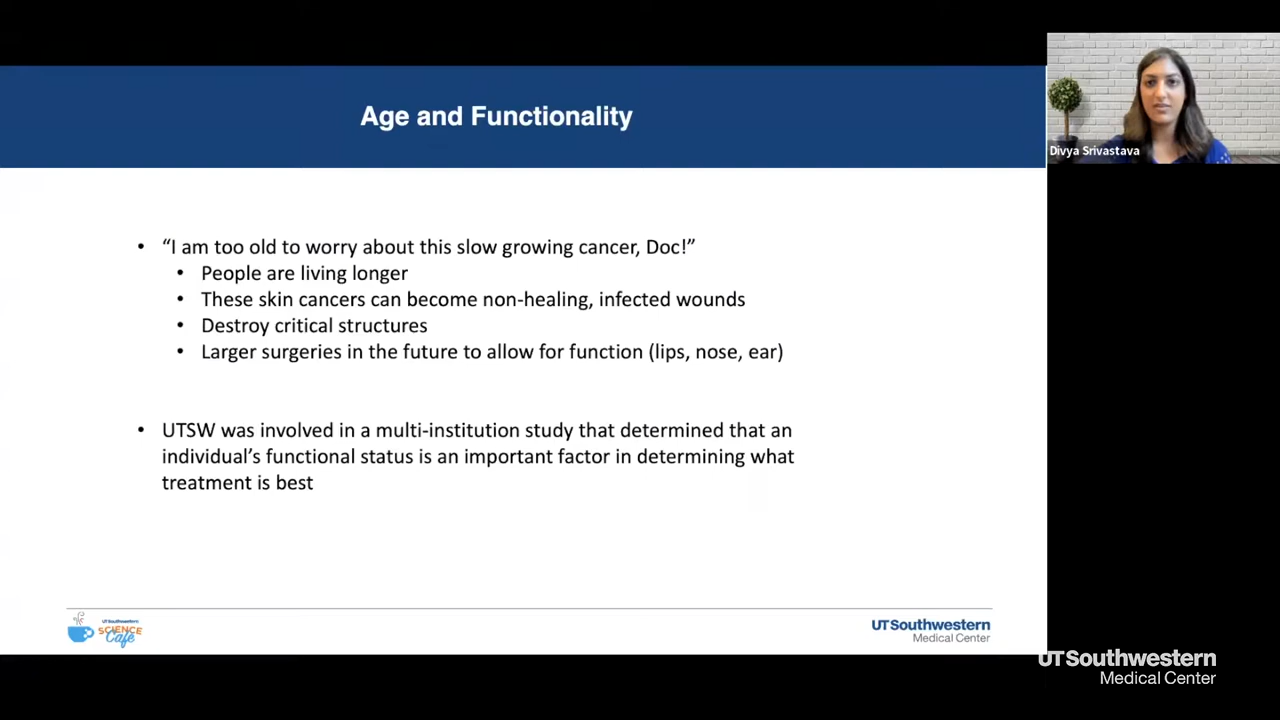 Age and Functionality
Divya Srivastava
• “I am too old to worry about this slow growing cancer, Doc!”
• People are living longer
• These skin cancers can become non-healing, infected wounds
• Destroy critical structures
• Larger surgeries in the future to allow for function (lips, nose, ear)
• UTSW was involved in a multi-institution study that determined that an
individual’s functional status is an important factor in determining what
treatment is best
UT Southwestern
SCIENCE
Café
UTSouthwestern
Medical Center
UTSouthwestern
Medical Center